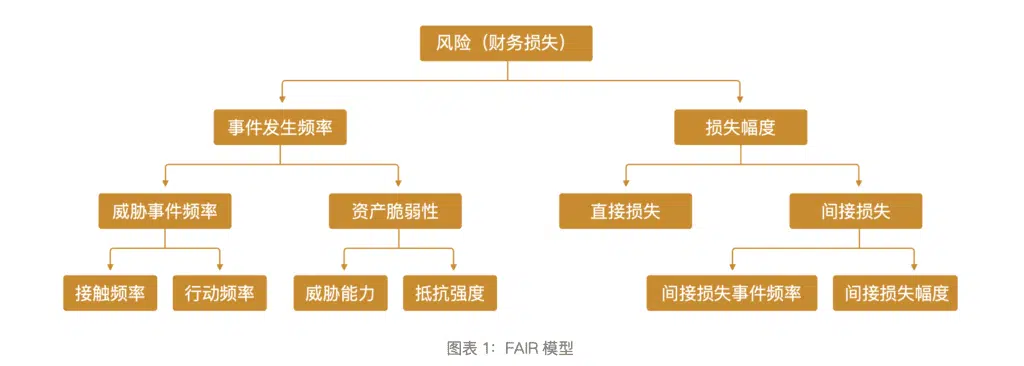 风险（财务损失）
事件发生频率
损失幅度
威胁事件频率
资产脆弱性
直接损失
间接损失
接触频率
行动频率
威胁能力
抵抗强度
间接损失事件频率
间接损失幅度
图表 1：FAIR 模型